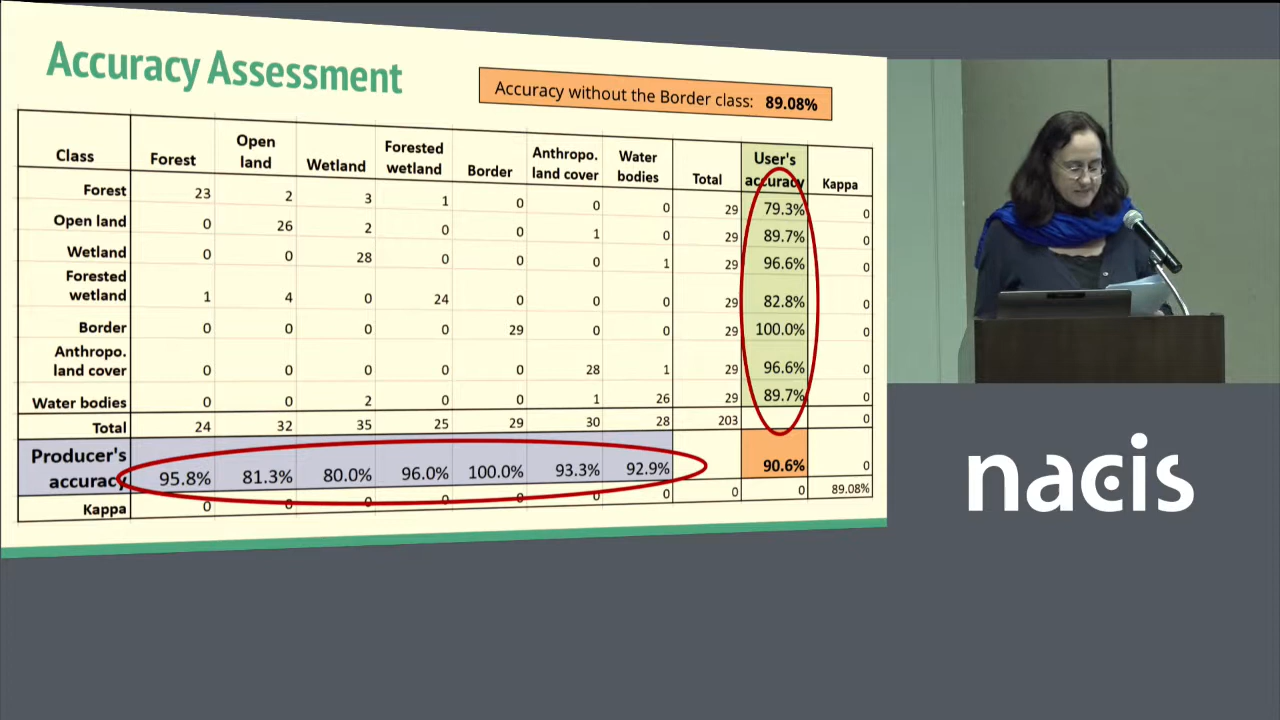 Accuracy Assessment
Accuracy without the Border class: 89.08%
Class Forest Open land Wetland Forested wetland Border Anthropo. land cover Water bodies Total User's accuracy Kappa
Forest 23 2 3 1 0 0 0 29 79.3% 0
Open land 0 26 2 0 0 1 0 29 89.7% 0
Wetland 0 0 28 0 0 0 1 29 96.6% 0
Forested wetland 1 4 0 24 0 0 0 29 82.8% 0
Border 0 0 0 0 29 0 0 29 100.0% 0
Anthropo. land cover 0 0 0 0 0 28 1 29 96.6% 0
Water bodies 0 0 2 0 0 1 26 29 89.7% 0
Total 24 32 35 25 29 30 28 203 0
Producer's accuracy 95.8% 81.3% 80.0% 96.0% 100.0% 93.3% 92.9% 90.6% 0
Kappa 0 0 0 0 0 0 0 0 0 89.08%
nacis